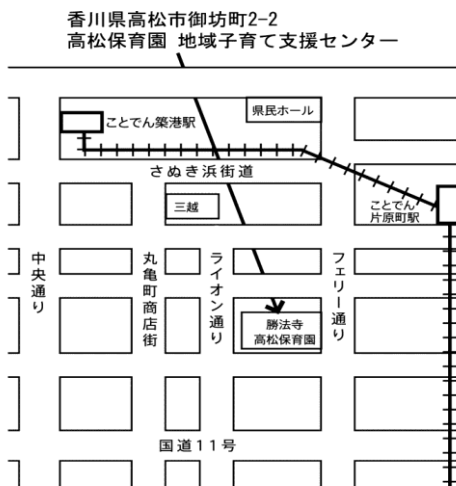 香川県高松市御坊町2-2
高松保育園 地域子育て支援センター
県民ホール
ことでん築港駅
さぬき浜街道
三越
ことでん
片原町駅
中央通り
丸亀町商店街
ライオン通り
フェリー通り
勝法寺
高松保育園
国道11号